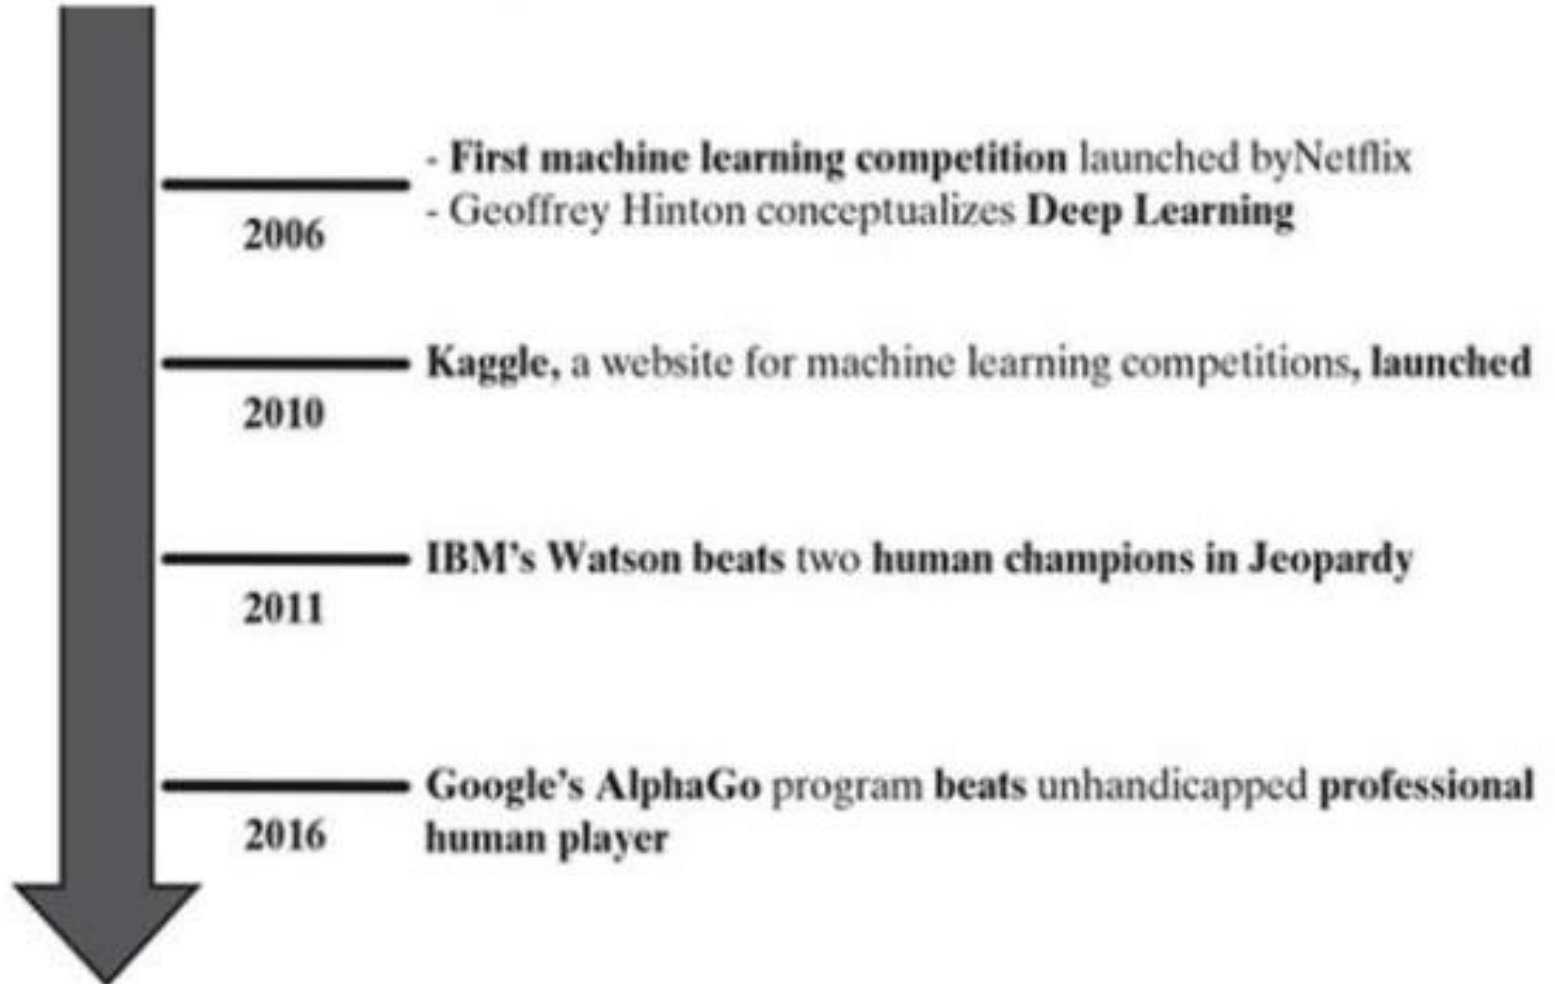 - First machine learning competition launched byNetflix
- Geoffrey Hinton conceptualizes Deep Learning
2006
Kaggle, a website for machine learning competitions, launched
2010
IBM's Watson beats two human champions in Jeopardy
2011
Google's AlphaGo program beats unhandicapped professional
human player
2016